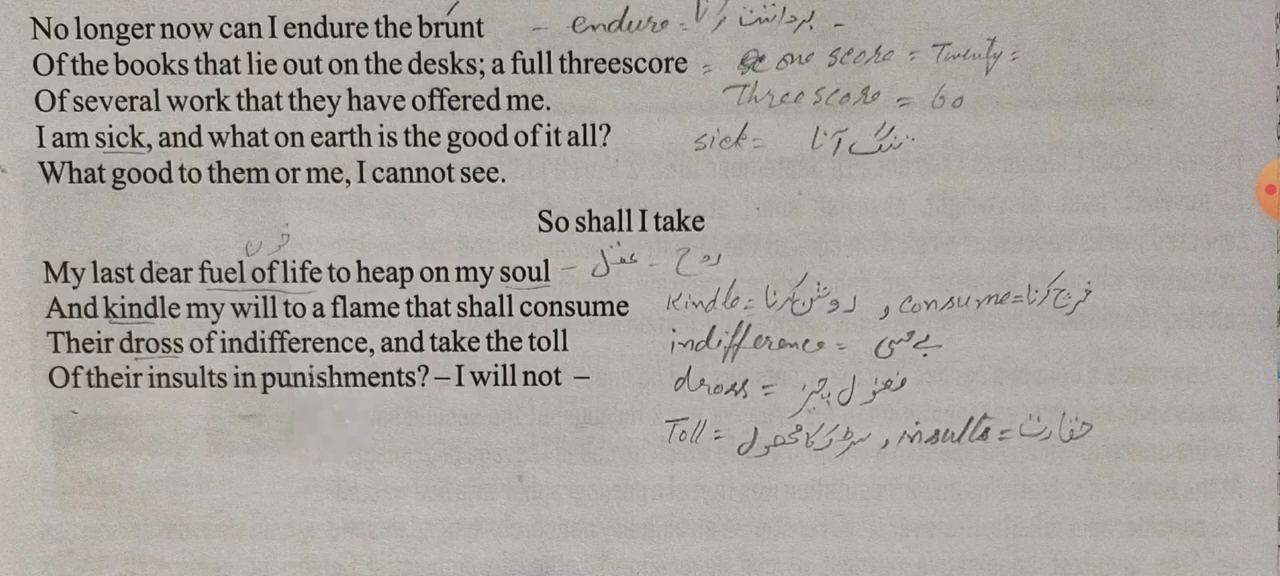 No longer now can I endure the brunt – endure = برداشت کرنا -
Of the books that lie out on the desks; a full threescore = one score = Twenty =
Of several work that they have offered me. Three score = 60
I am sick, and what on earth is the good of it all? sick = تنگ آنا
What good to them or me, I cannot see.
So shall I take
My last dear fuel of life to heap on my soul – روح - عقل
And kindle my will to a flame that shall consume Kindle = روشن کرنا , consume = خرچ کرنا
Their dross of indifference, and take the toll indifference = بے حسی
Of their insults in punishments? – I will not – dross = فضول چیز
Toll = سڑک کا محصول , insults = حقارت